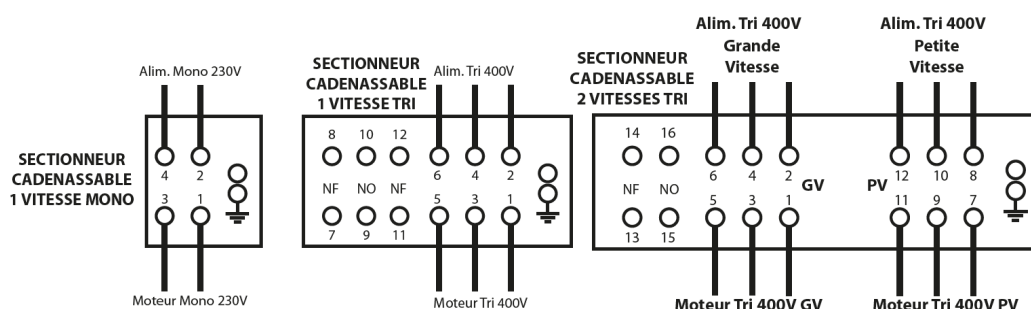 SECTIONNEUR
CADENASSABLE
1 VITESSE MONO
Alim. Mono 230V
4 2
3 1
Moteur Mono 230V
SECTIONNEUR
CADENASSABLE
1 VITESSE TRI
Alim. Tri 400V
8 10 12
6 4 2
NF NO NF
5 3 1
7 9 11
Moteur Tri 400V
SECTIONNEUR
CADENASSABLE
2 VITESSES TRI
Alim. Tri 400V
Grande
Vitesse
Alim. Tri 400V
Petite
Vitesse
14 16
6 4 2
12 10 8
NF NO
GV
PV
5 3 1
11 9 7
13 15
Moteur Tri 400V GV
Moteur Tri 400V PV